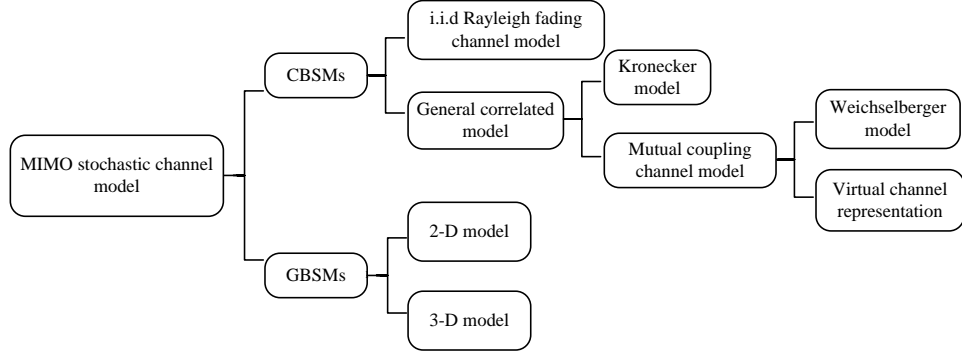 MIMO stochastic channel
model
CBSMs
i.i.d Rayleigh fading
channel model
General correlated
model
Kronecker
model
Mutual coupling
channel model
Weichselberger
model
Virtual channel
representation
GBSMs
2-D model
3-D model